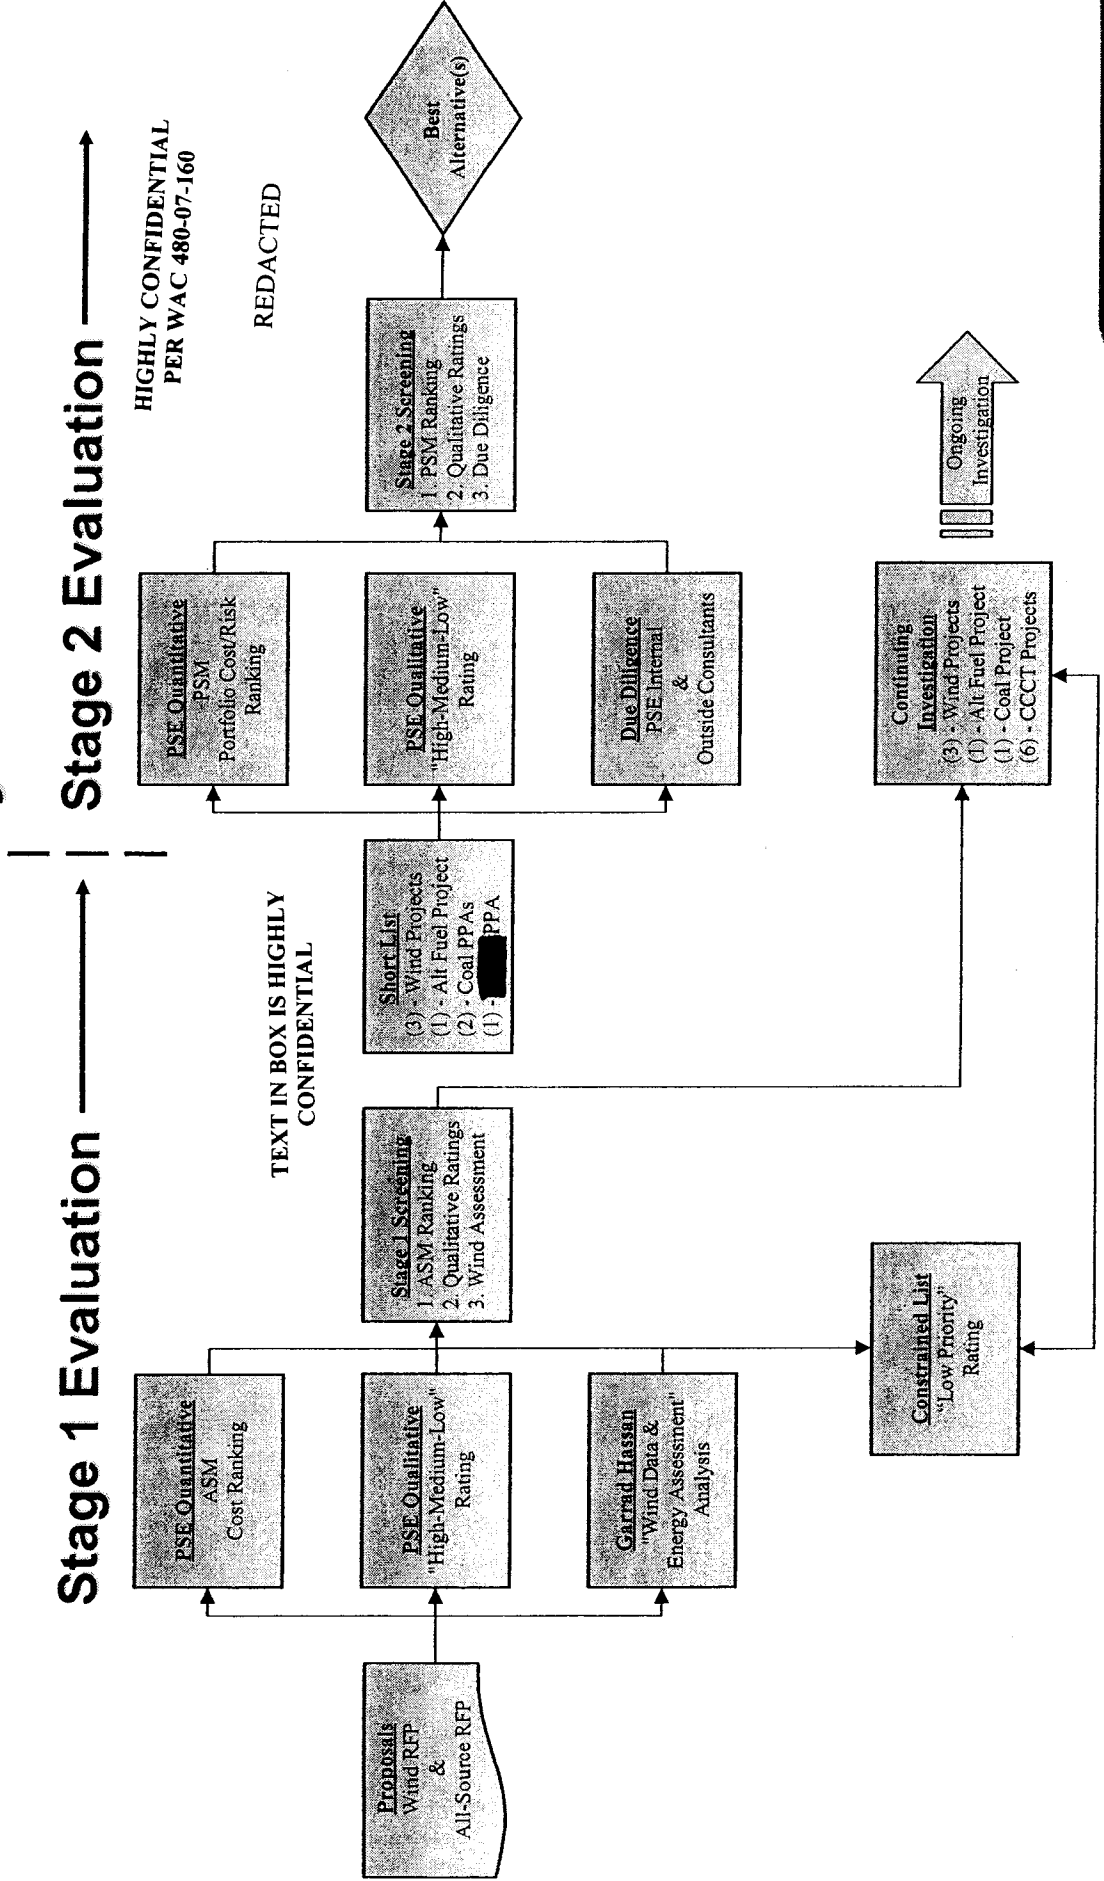 Stage 1 Evaluation
Stage 2 Evaluation
HIGHLY CONFIDENTIAL
PER WAC 480-07-160
REDACTED
TEXT IN BOX IS HIGHLY
CONFIDENTIAL
Proposals
Wind RFP
&
All-Source RFP
PSE Quantitative
ASM
Cost Ranking
PSE Qualitative
"High-Medium-Low"
Rating
Garrad Hassan
"Wind Data &
Energy Assessment"
Analysis
Stage 1 Screening
1. ASM Ranking
2. Qualitative Ratings
3. Wind Assessment
Constrained List
"Low Priority"
Rating
Short List
(3) - Wind Projects
(1) - Alt Fuel Project
(2) - Coal PPAs
(1) - PPA
PSE Quantitative
PSM
Portfolio Cost/Risk
Ranking
PSE Qualitative
"High-Medium-Low"
Rating
Due Diligence
PSE Internal
&
Outside Consultants
Continuing
Investigation
(3) - Wind Projects
(1) - Alt Fuel Project
(1) - Coal Project
(6) - CCCT Projects
Stage 2 Screening
1. PSM Ranking
2. Qualitative Ratings
3. Due Diligence
Best
Alternative(s)
Ongoing
Investigation